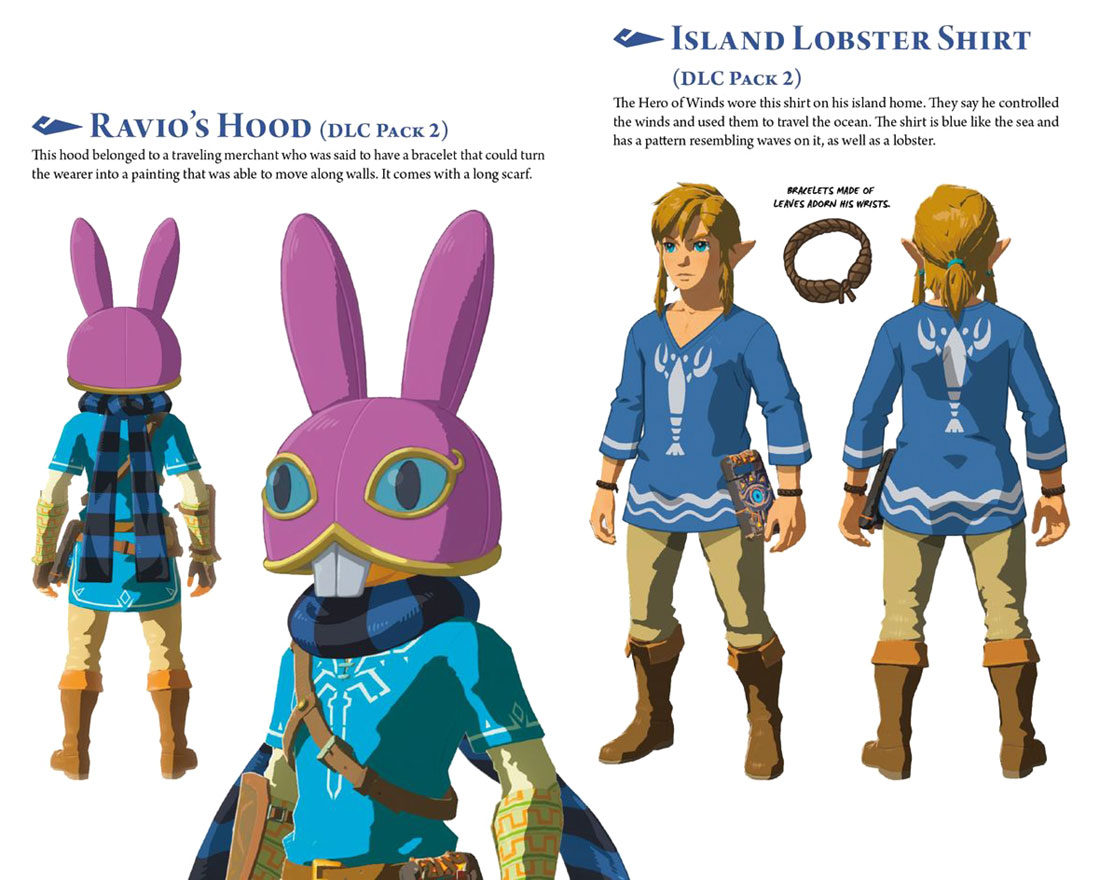 Ravio's Hood (DLC Pack 2)
This hood belonged to a traveling merchant who was said to have a bracelet that could turn
the wearer into a painting that was able to move along walls. It comes with a long scarf.
Island Lobster Shirt
(DLC Pack 2)
The Hero of Winds wore this shirt on his island home. They say he controlled
the winds and used them to travel the ocean. The shirt is blue like the sea and
has a pattern resembling waves on it, as well as a lobster.
BRACELETS MADE OF
LEAVES ADORN HIS WRISTS.